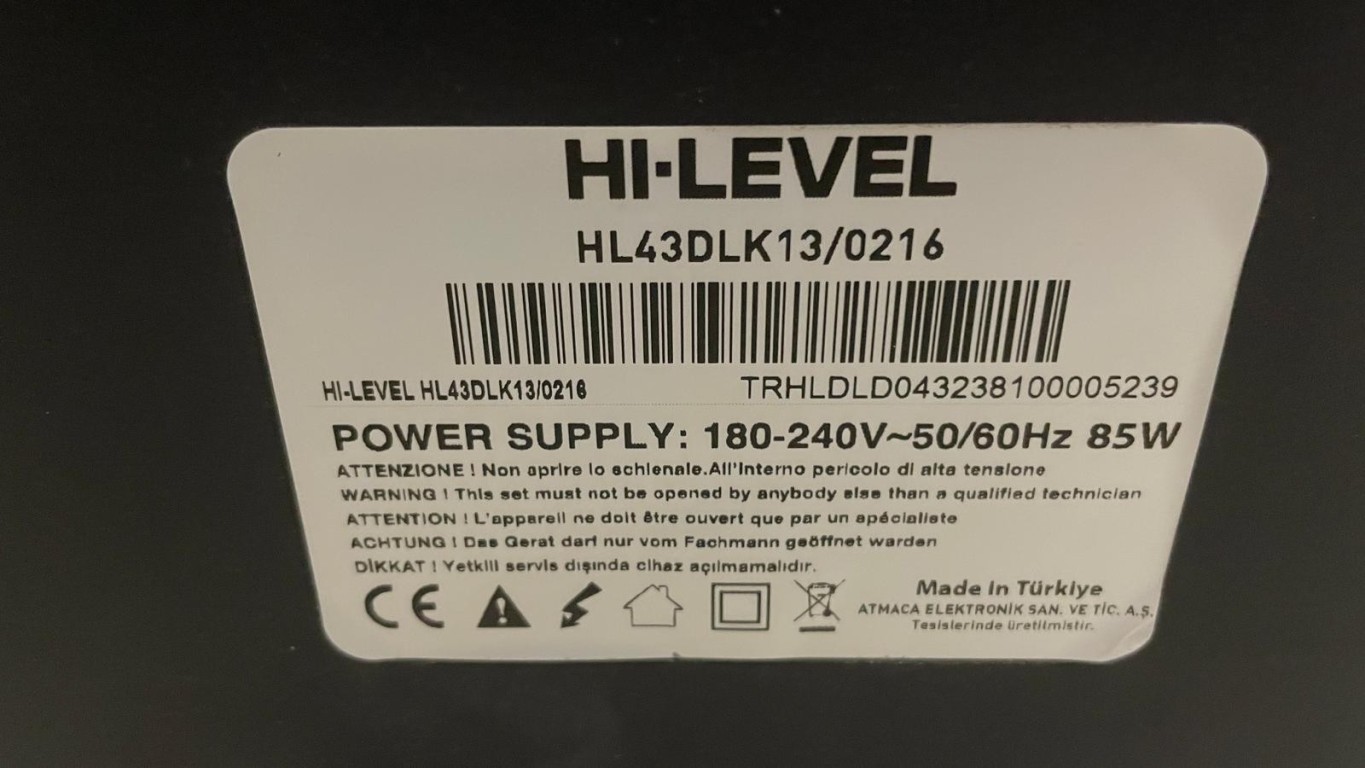 HI-LEVEL
HL43DLK13/0216
HI-LEVEL HL43DLK13/0216 TRHLDLD043238100005239
POWER SUPPLY: 180-240V~50/60Hz 85W
ATTENZIONE ! Non aprire lo schienale.All'Interno pericolo di alta tensione
WARNING ! This set must not be opened by anybody else than a qualified technician
ATTENTION ! L'appareil ne doit être ouvert que par un spécialiste
ACHTUNG ! Das Gerat darf nur vom Fachmann geöffnet warden
DİKKAT ! Yetkili servis dışında cihaz açılmamalıdır.
CE
Made in Türkiye
ATMACA ELEKTRONİK SAN. VE TİC. A.Ş.
Tesislerinde Üretilmistir.